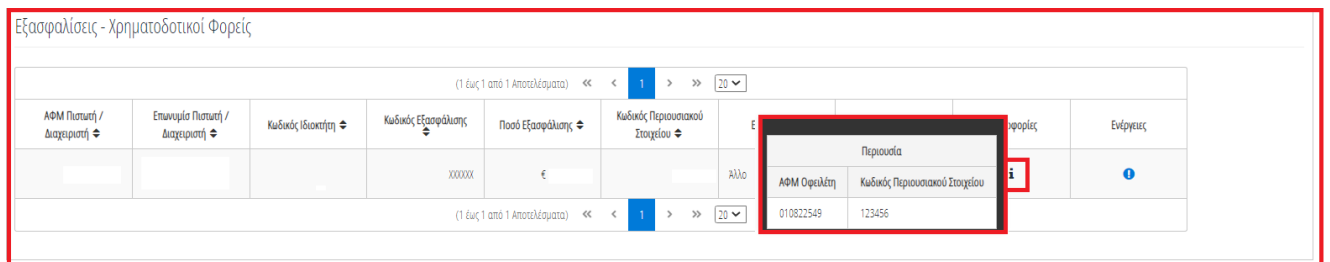 Εξασφαλίσεις - Χρηματοδοτικοί Φορείς
(1 έως 1 από 1 Αποτελέσματα) « < 1 > » 20
ΑΦΜ Πιστωτή / Διαχειριστή
Επωνυμία Πιστωτή / Διαχειριστή
Κωδικός Ιδιοκτήτη
Κωδικός Εξασφάλισης
Ποσό Εξασφάλισης
Κωδικός Περιουσιακού Στοιχείου
Ενέργειες
XXXXXX € Άλλο i
Περιουσία
ΑΦΜ Οφειλέτη Κωδικός Περιουσιακού Στοιχείου
010822549 123456
(1 έως 1 από 1 Αποτελέσματα) « < 1 > » 20